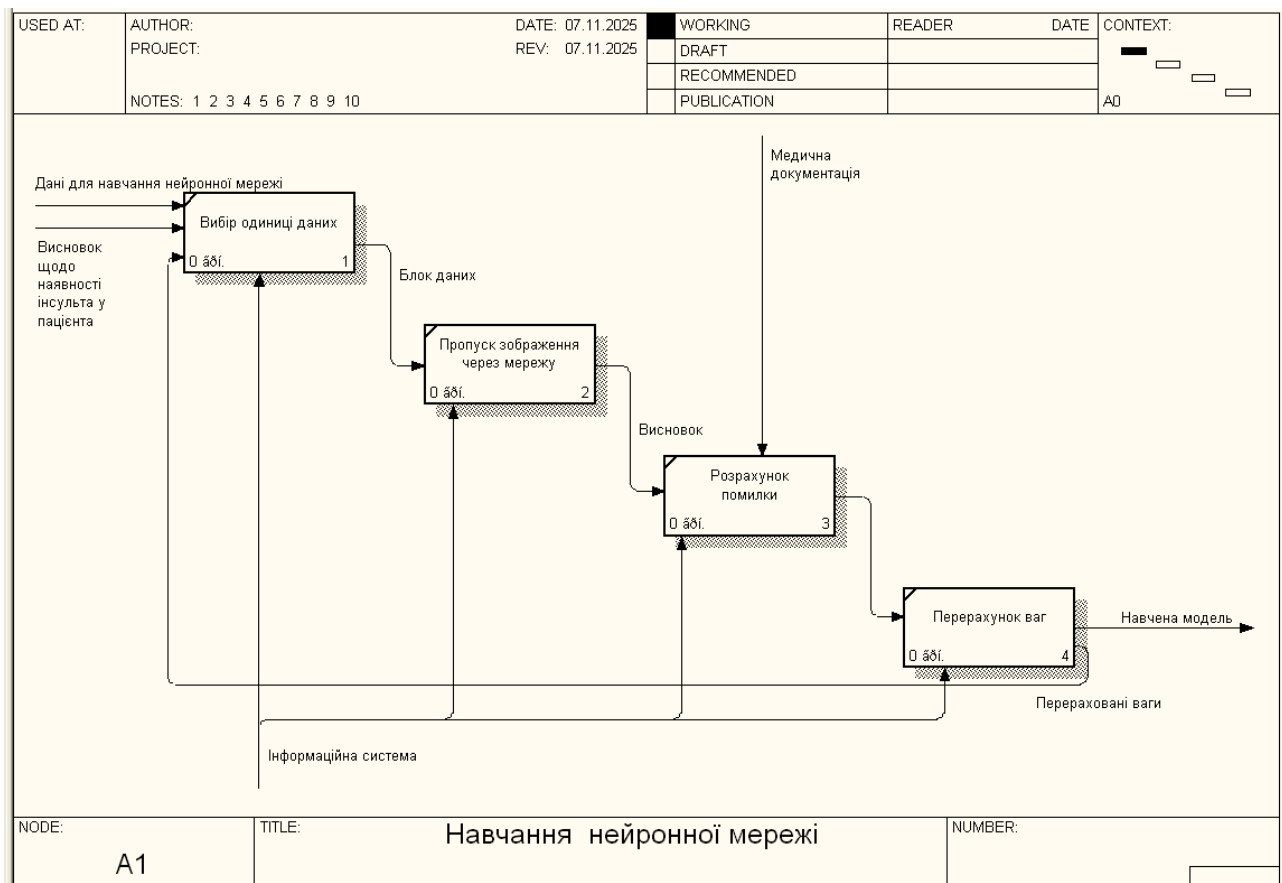 USED AT:
AUTHOR:
DATE: 07.11.2025
PROJECT:
REV: 07.11.2025
NOTES: 1 2 3 4 5 6 7 8 9 10
WORKING
DRAFT
RECOMMENDED
PUBLICATION
READER
DATE
CONTEXT:
A0
Дані для навчання нейронної мережі
Висновок
щодо
наявності
інсульта у
пацієнта
Вибір одиниці даних
0 ãðí.
1
Блок даних
Пропуск зображення
через мережу
0 ãðí.
2
Висновок
Медична
документація
Розрахунок
помилки
0 ãðí.
3
Перерахунок ваг
0 ãðí.
4
Навчена модель
Перераховані ваги
Інформаційна система
NODE:
A1
TITLE:
Навчання нейронної мережі
NUMBER: